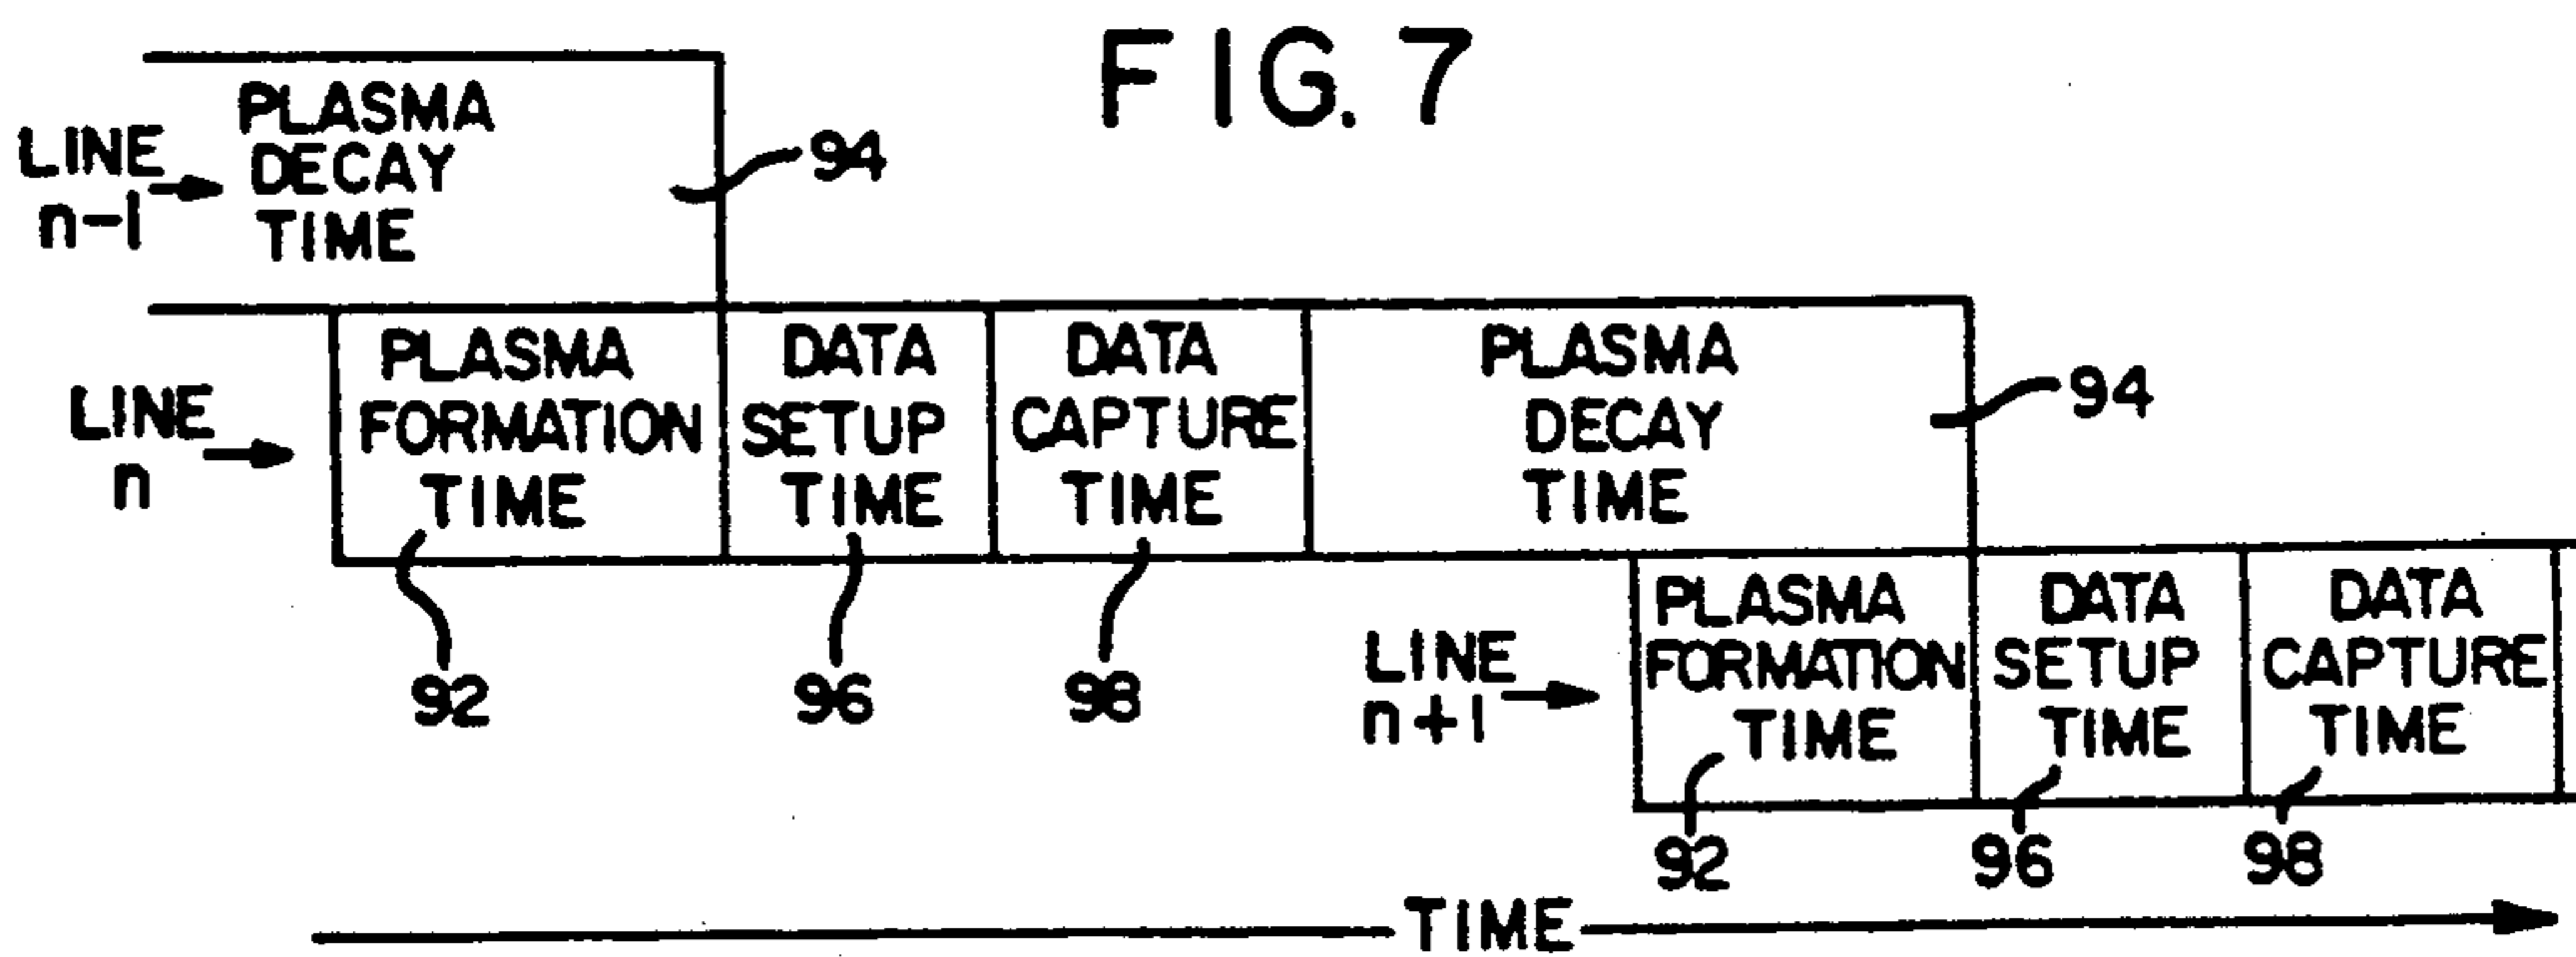 FIG. 7
LINE
n-1
PLASMA
DECAY
TIME
94
LINE
n
PLASMA
FORMATION
TIME
DATA
SETUP
TIME
DATA
CAPTURE
TIME
PLASMA
DECAY
TIME
94
92
96
98
LINE
n+1
PLASMA
FORMATION
TIME
DATA
SETUP
TIME
DATA
CAPTURE
TIME
92
96
98
TIME